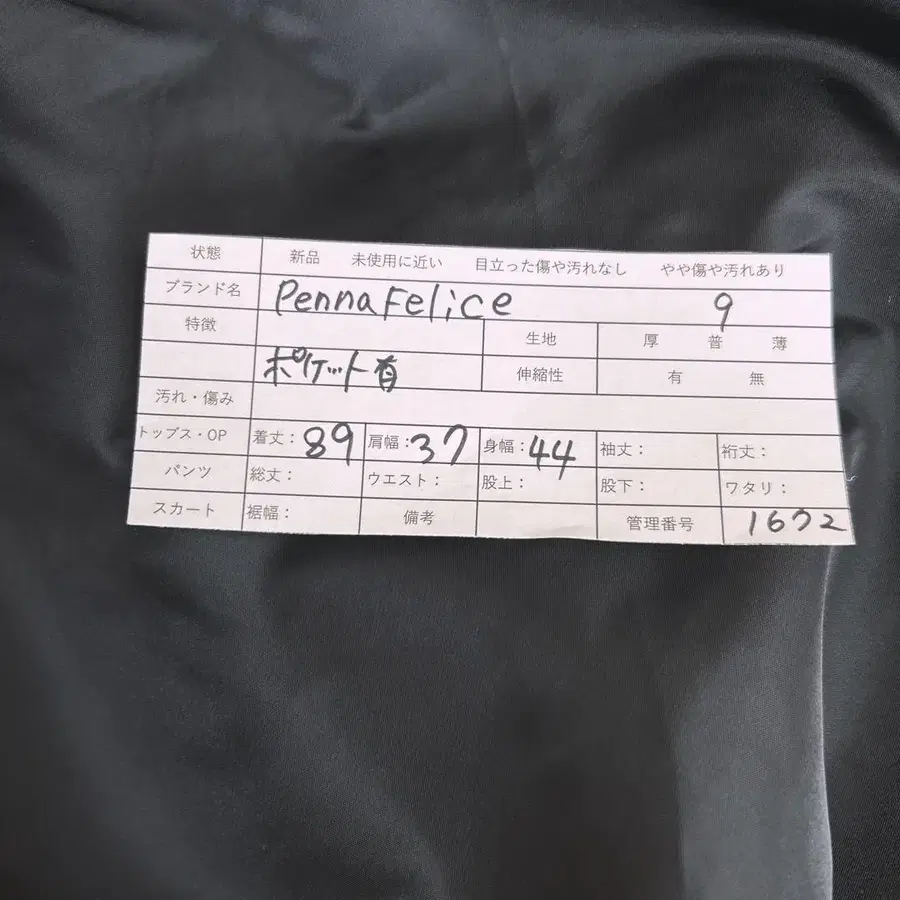 状態 新品 未使用に近い 目立った傷や汚れなし やや傷や汚れあり
ブランド名 PennaFelice 9
特徴 生地 厚 普 薄
ポケット有 伸縮性 有 無
汚れ・傷み
トップス・OP 着丈: 89 肩幅: 37 身幅: 44 袖丈: 裄丈:
パンツ 総丈: ウエスト: 股上: 股下: ワタリ:
スカート 裾幅: 備考 管理番号 1672